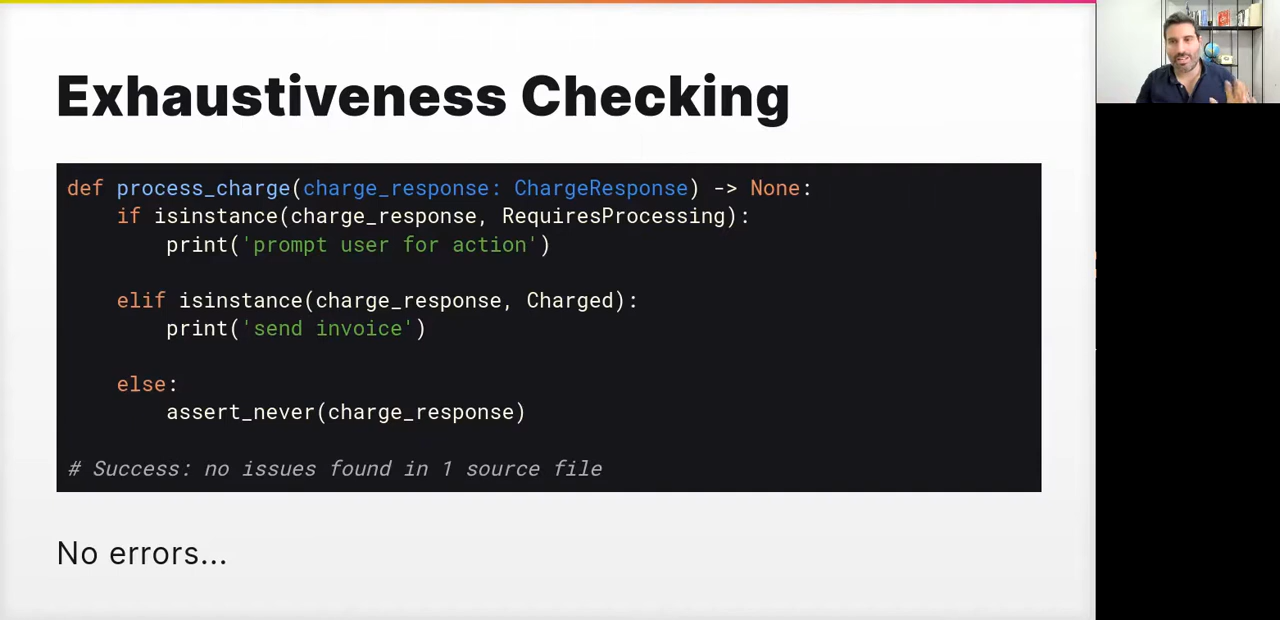 Exhaustiveness Checking
def process_charge(charge_response: ChargeResponse) -> None:
if isinstance(charge_response, RequiresProcessing):
print('prompt user for action')
elif isinstance(charge_response, Charged):
print('send invoice')
else:
assert_never(charge_response)
# Success: no issues found in 1 source file
No errors...